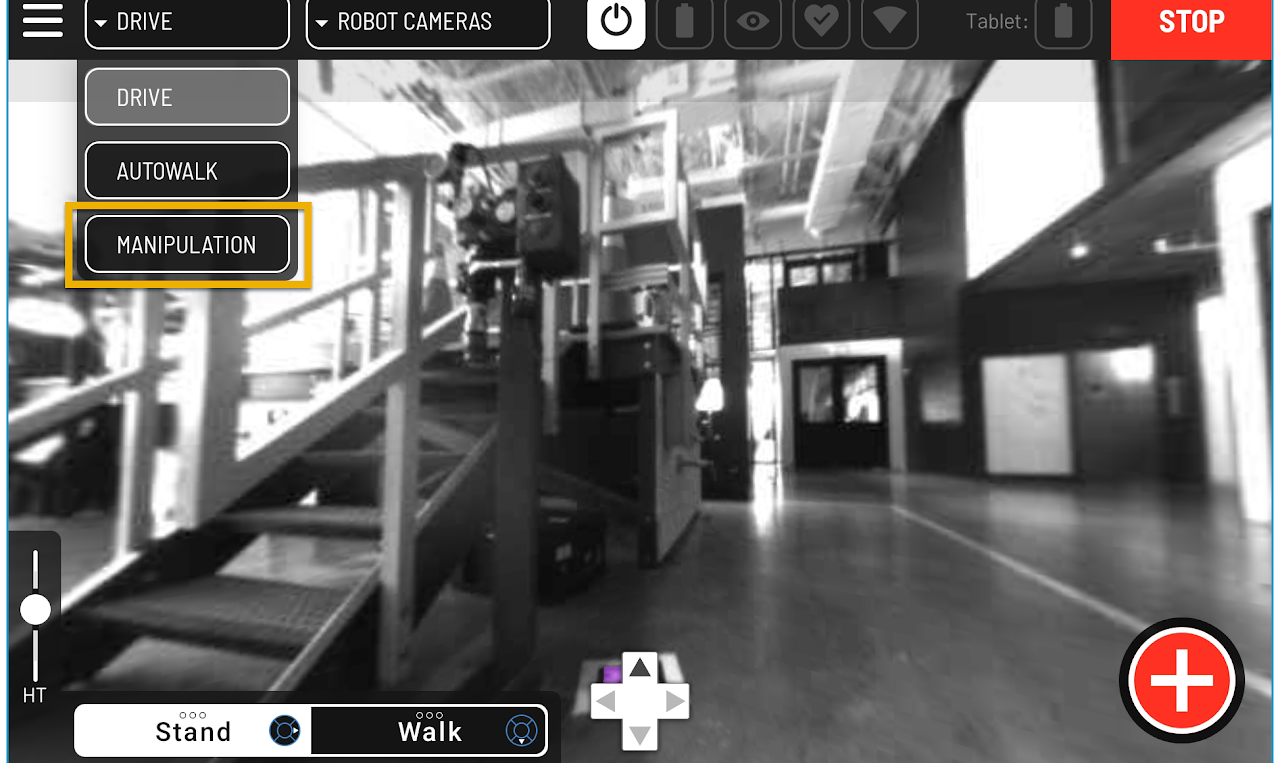 DRIVE
ROBOT CAMERAS
Tablet:
STOP
DRIVE
AUTOWALK
MANIPULATION
HT
Stand
Walk